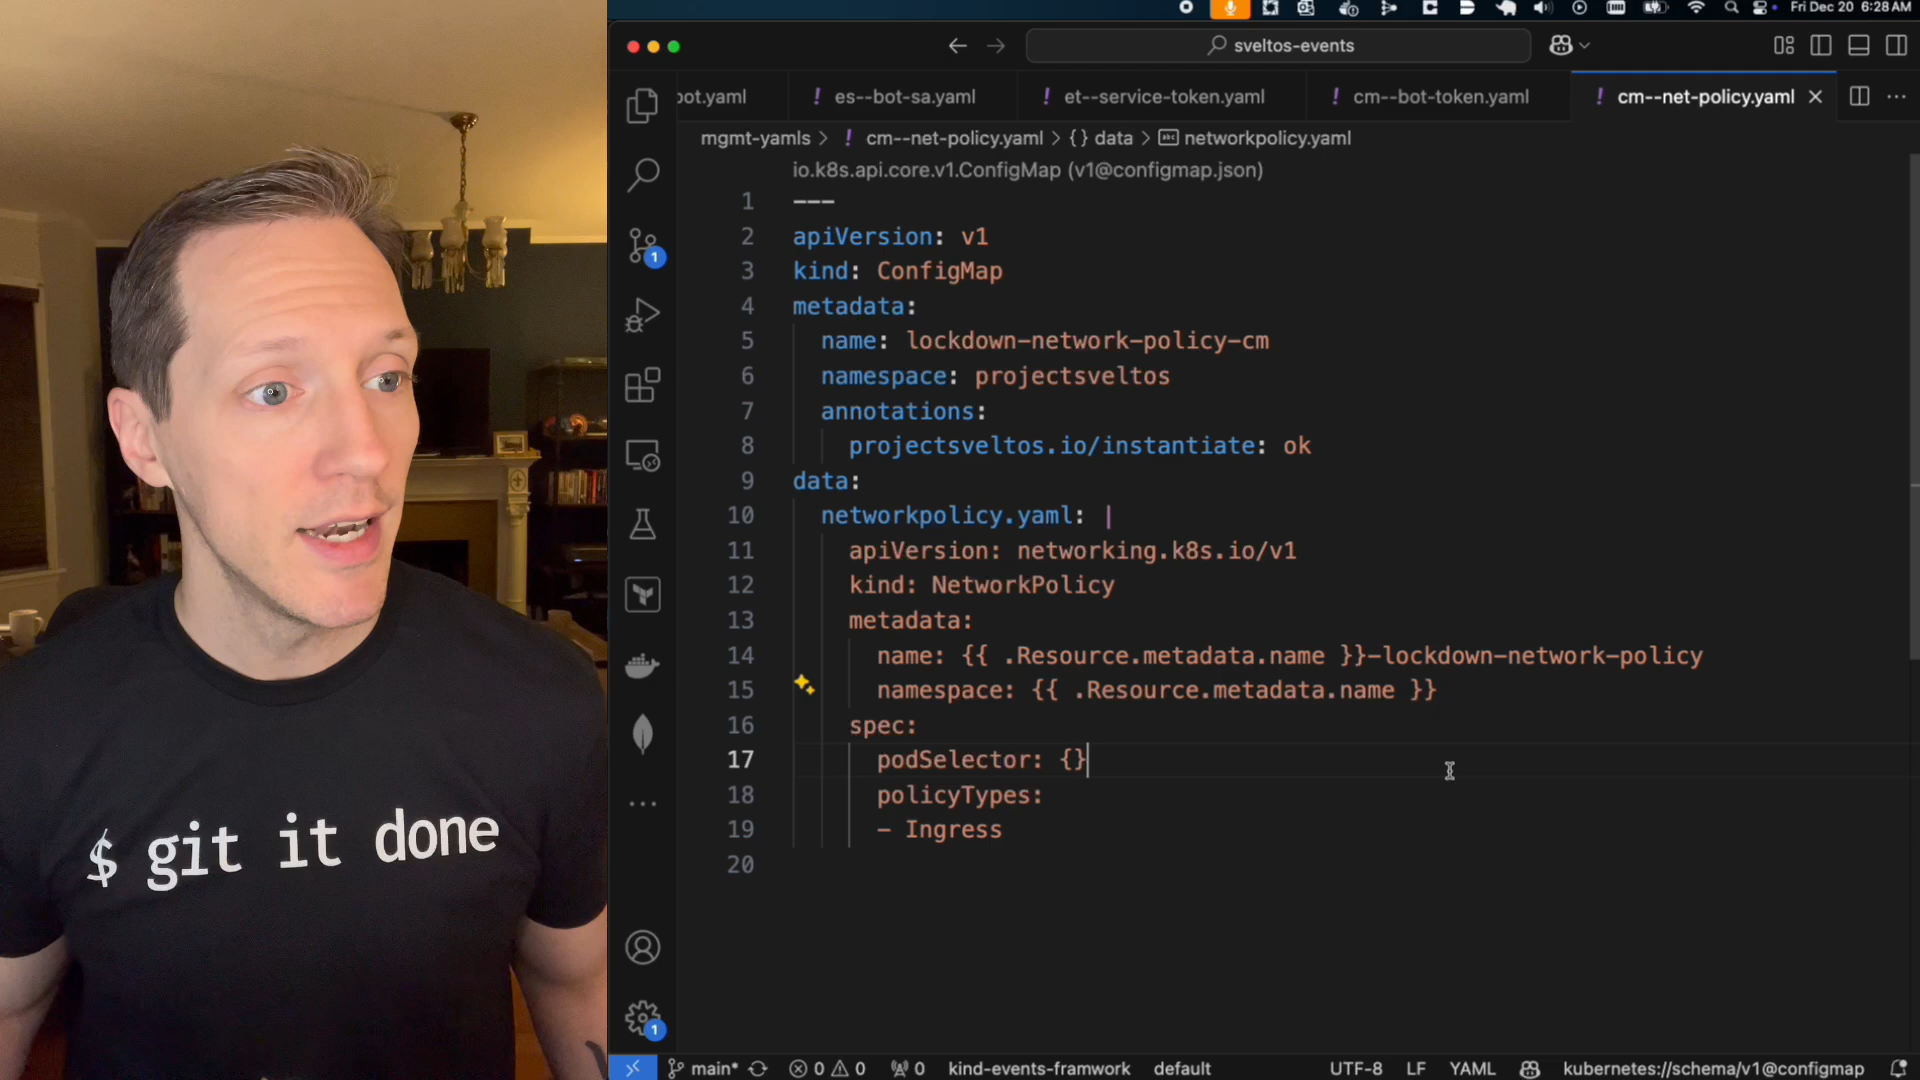 Fri Dec 20 6:28 AM
sveltos-events
bot.yaml
! es--bot-sa.yaml
! et--service-token.yaml
! cm--bot-token.yaml
! cm--net-policy.yaml
mgmt-yamls > ! cm--net-policy.yaml > {} data > abc networkpolicy.yaml
io.k8s.api.core.v1.ConfigMap (v1@configmap.json)
1 ---
2 apiVersion: v1
3 kind: ConfigMap
4 metadata:
5 name: lockdown-network-policy-cm
6 namespace: projectsveltos
7 annotations:
8 projectsveltos.io/instantiate: ok
9 data:
10 networkpolicy.yaml: |
11 apiVersion: networking.k8s.io/v1
12 kind: NetworkPolicy
13 metadata:
14 name: {{ .Resource.metadata.name }}-lockdown-network-policy
15 namespace: {{ .Resource.metadata.name }}
16 spec:
17 podSelector: {}
18 policyTypes:
19 - Ingress
20
1
1
$ git it done
main* 0 0 0 kind-events-framwork default UTF-8 LF YAML kubernetes://schema/v1@configmap